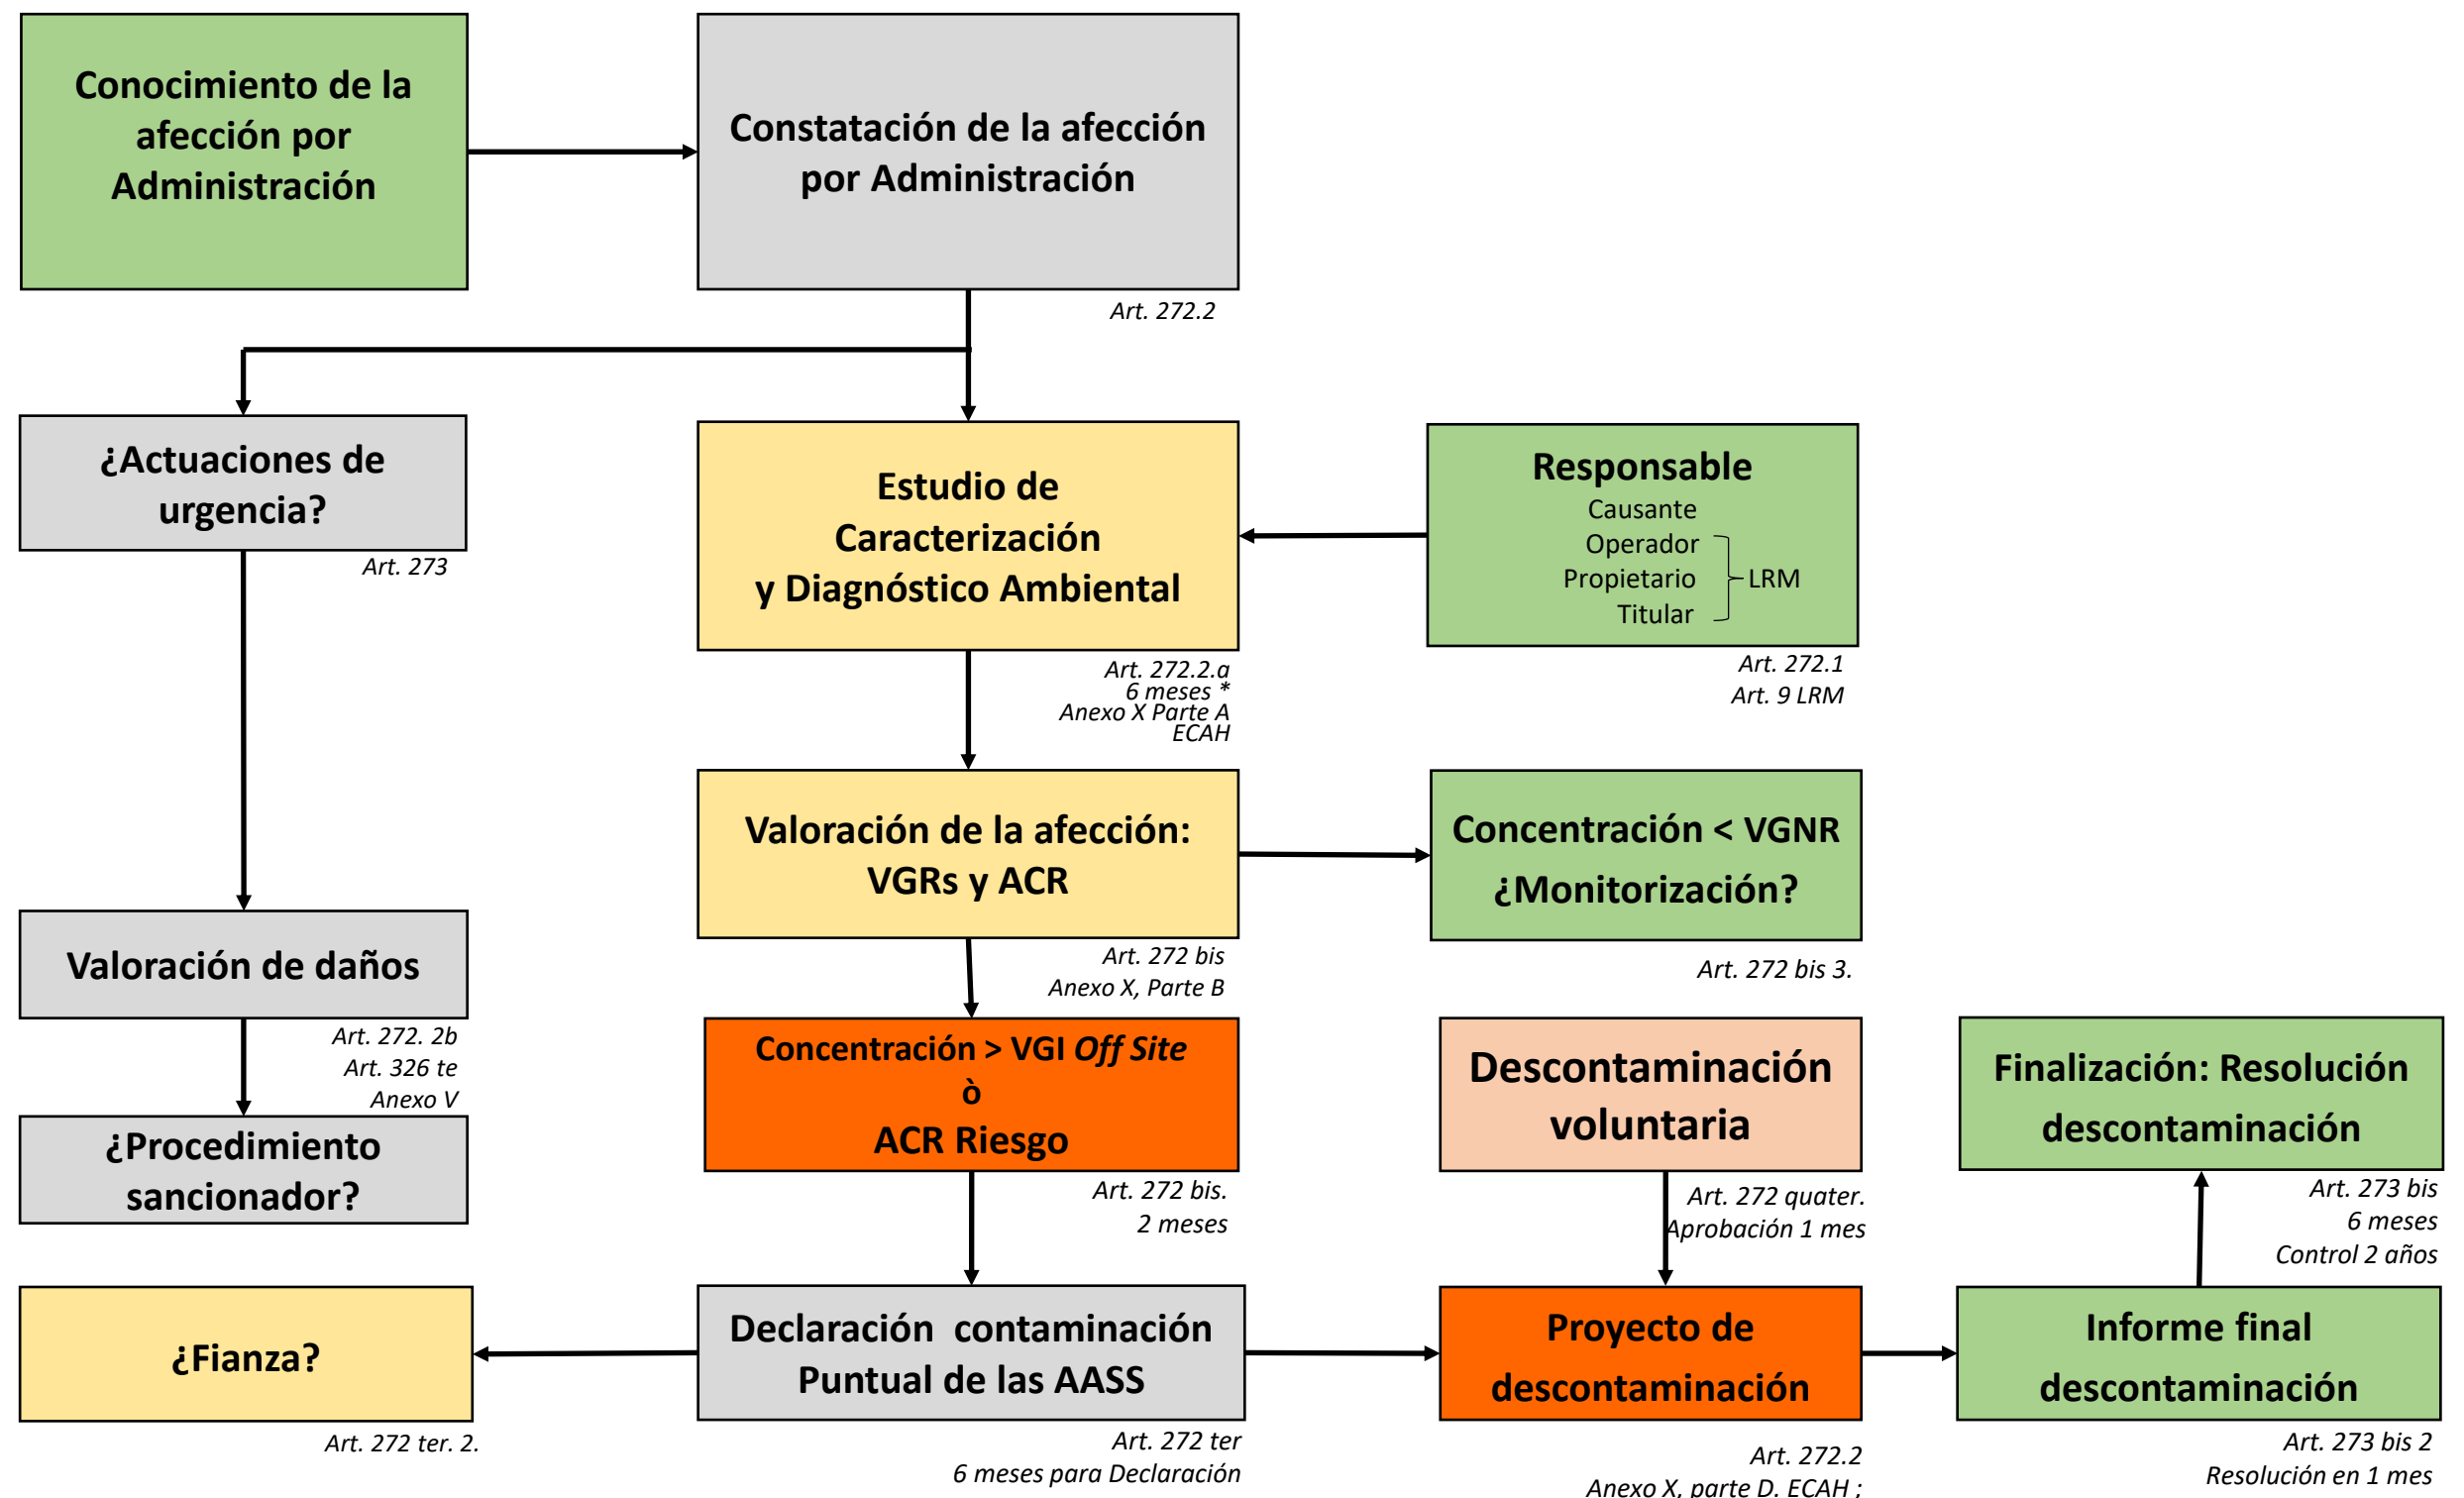 Conocimiento de la
afección por
Administración
Constatación de la afección
por Administración
Art. 272.2
¿Actuaciones de
urgencia?
Art. 273
Estudio de
Caracterización
y Diagnóstico Ambiental
Art. 272.2.a
6 meses *
Anexo X Parte A
ECAH
Responsable
Causante
Operador
Propietario
Titular
LRM
Art. 272.1
Art. 9 LRM
Valoración de la afección:
VGRs y ACR
Art. 272 bis
Anexo X, Parte B
Concentración < VGNR
¿Monitorización?
Art. 272 bis 3.
Valoración de daños
Art. 272. 2b
Art. 326 te
Anexo V
¿Procedimiento
sancionador?
Concentración > VGI Off Site
ò
ACR Riesgo
Art. 272 bis.
2 meses
Descontaminación
voluntaria
Art. 272 quater.
Aprobación 1 mes
Finalización: Resolución
descontaminación
Art. 273 bis
6 meses
Control 2 años
¿Fianza?
Art. 272 ter. 2.
Declaración contaminación
Puntual de las AASS
Art. 272 ter
6 meses para Declaración
Proyecto de
descontaminación
Art. 272.2
Anexo X, parte D. ECAH ;
Informe final
descontaminación
Art. 273 bis 2
Resolución en 1 mes